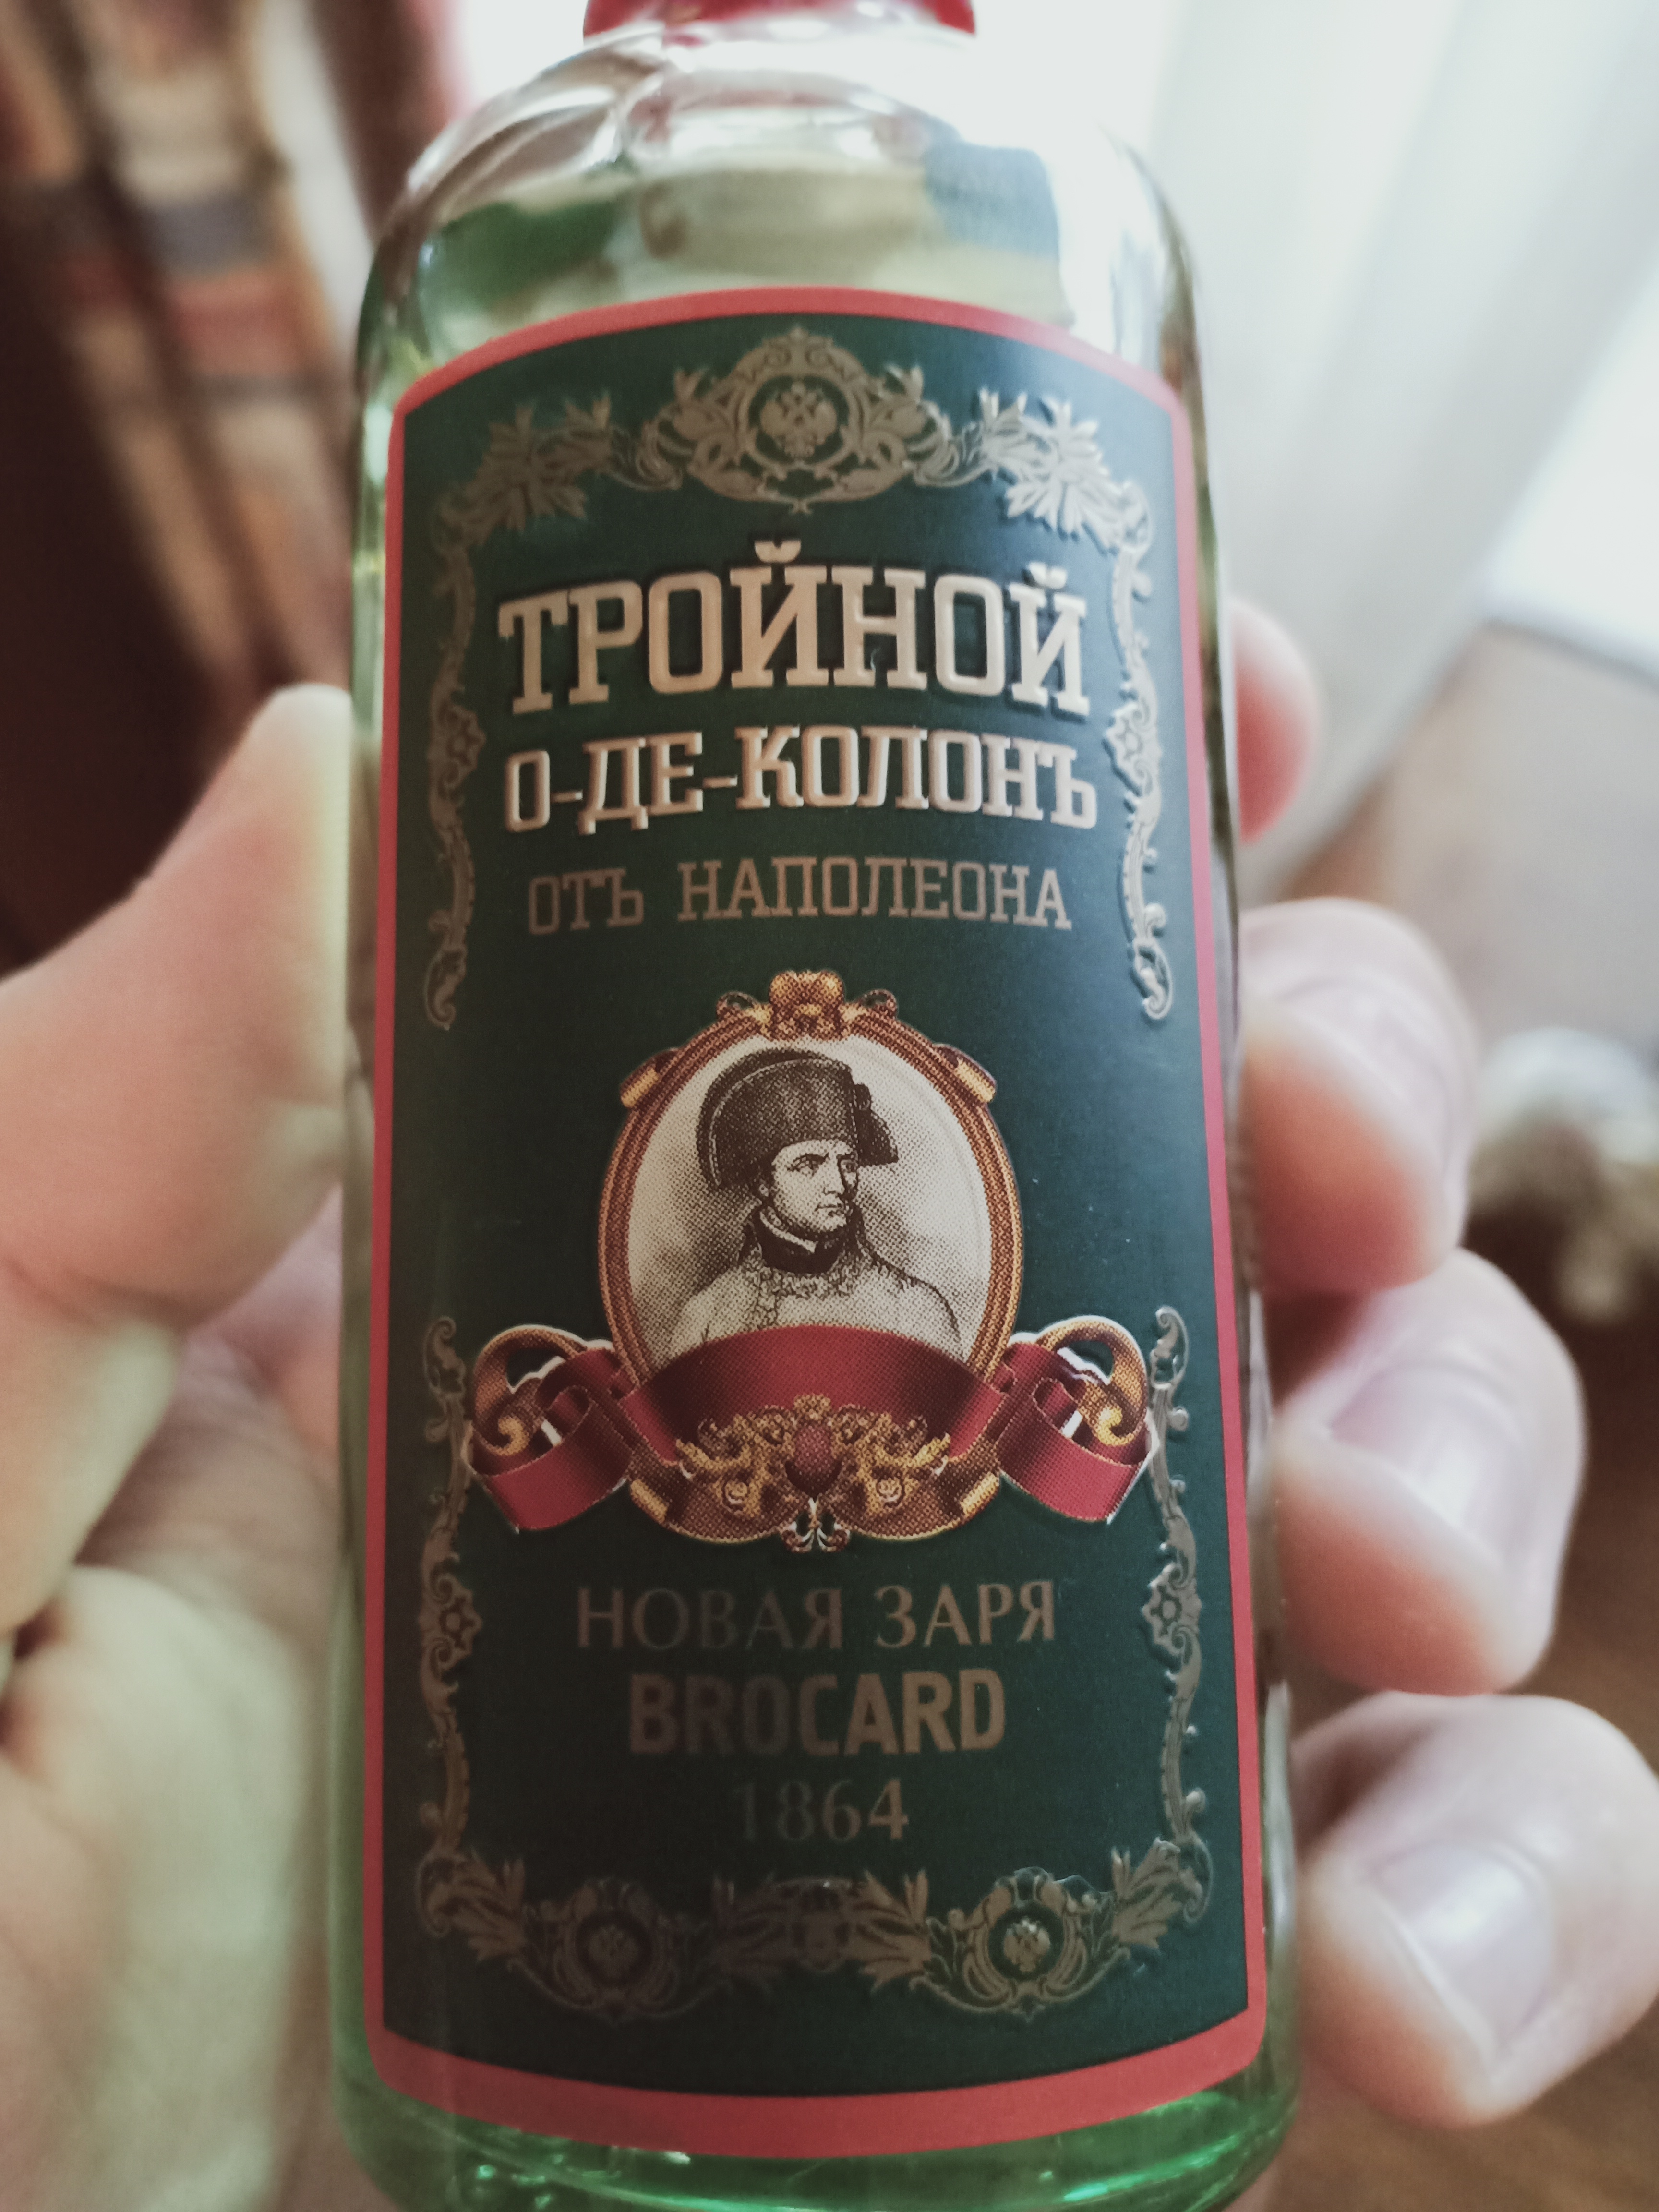 ТРОЙНОЙ
О-ДЕ-КОЛОНЪ
ОТЪ НАПОЛЕОНА
НОВАЯ ЗАРЯ
BROCARD
1864